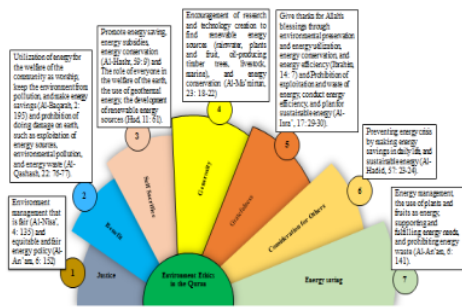 Environment
management that
is fair (Al-Nisa',
4: 135) and
equitable and fair
energy policy (Al-
An'am, 6: 152)
1
Justice
Utilization of energy for
the welfare of the
community as worship,
keep the environment from
pollution, and make energy
savings (Al-Baqarah, 2:
195) and prohibition of
doing damage on earth,
such as exploitation of
energy sources,
environmental pollution,
and energy waste (Al-
Qashash, 22: 76-77).
2
Benefit
Promote energy saving,
energy subsidies,
energy conservation
(Al-Hashr, 59: 9) and
The role of everyone in
the welfare of the earth,
the use of geothermal
energy, the development
of renewable energy
sources (Hud, 11: 61).
3
Self Sacrifice
Encouragement of research
and technology creation to
find renewable energy
sources (rainwater, plants
and fruit, oil-producing
timber trees, livestock,
marine), and energy
conservation (Al-Mu'minun,
23: 18-22)
4
Generosity
Give thanks for Allah's
blessings through
environmental preservation
and energy utilization,
energy conservation, and
energy efficiency (Ibrahim,
14: 7) and Prohibition of
exploitation and waste of
energy, conduct energy
efficiency, and plan for
sustainable energy (Al-
Isra', 17: 29-30).
5
Gratefulness
Preventing energy crisis
by making energy
savings in daily life, and
sustainable energy (Al-
Hadid, 57: 23-24).
6
Consideration for Others
Energy management,
the use of plants and
fruits as energy,
supporting and
fulfilling energy needs,
and prohibiting energy
waste (Al-An'am, 6:
141).
7
Energy saving
Environment Ethics
in the Quran